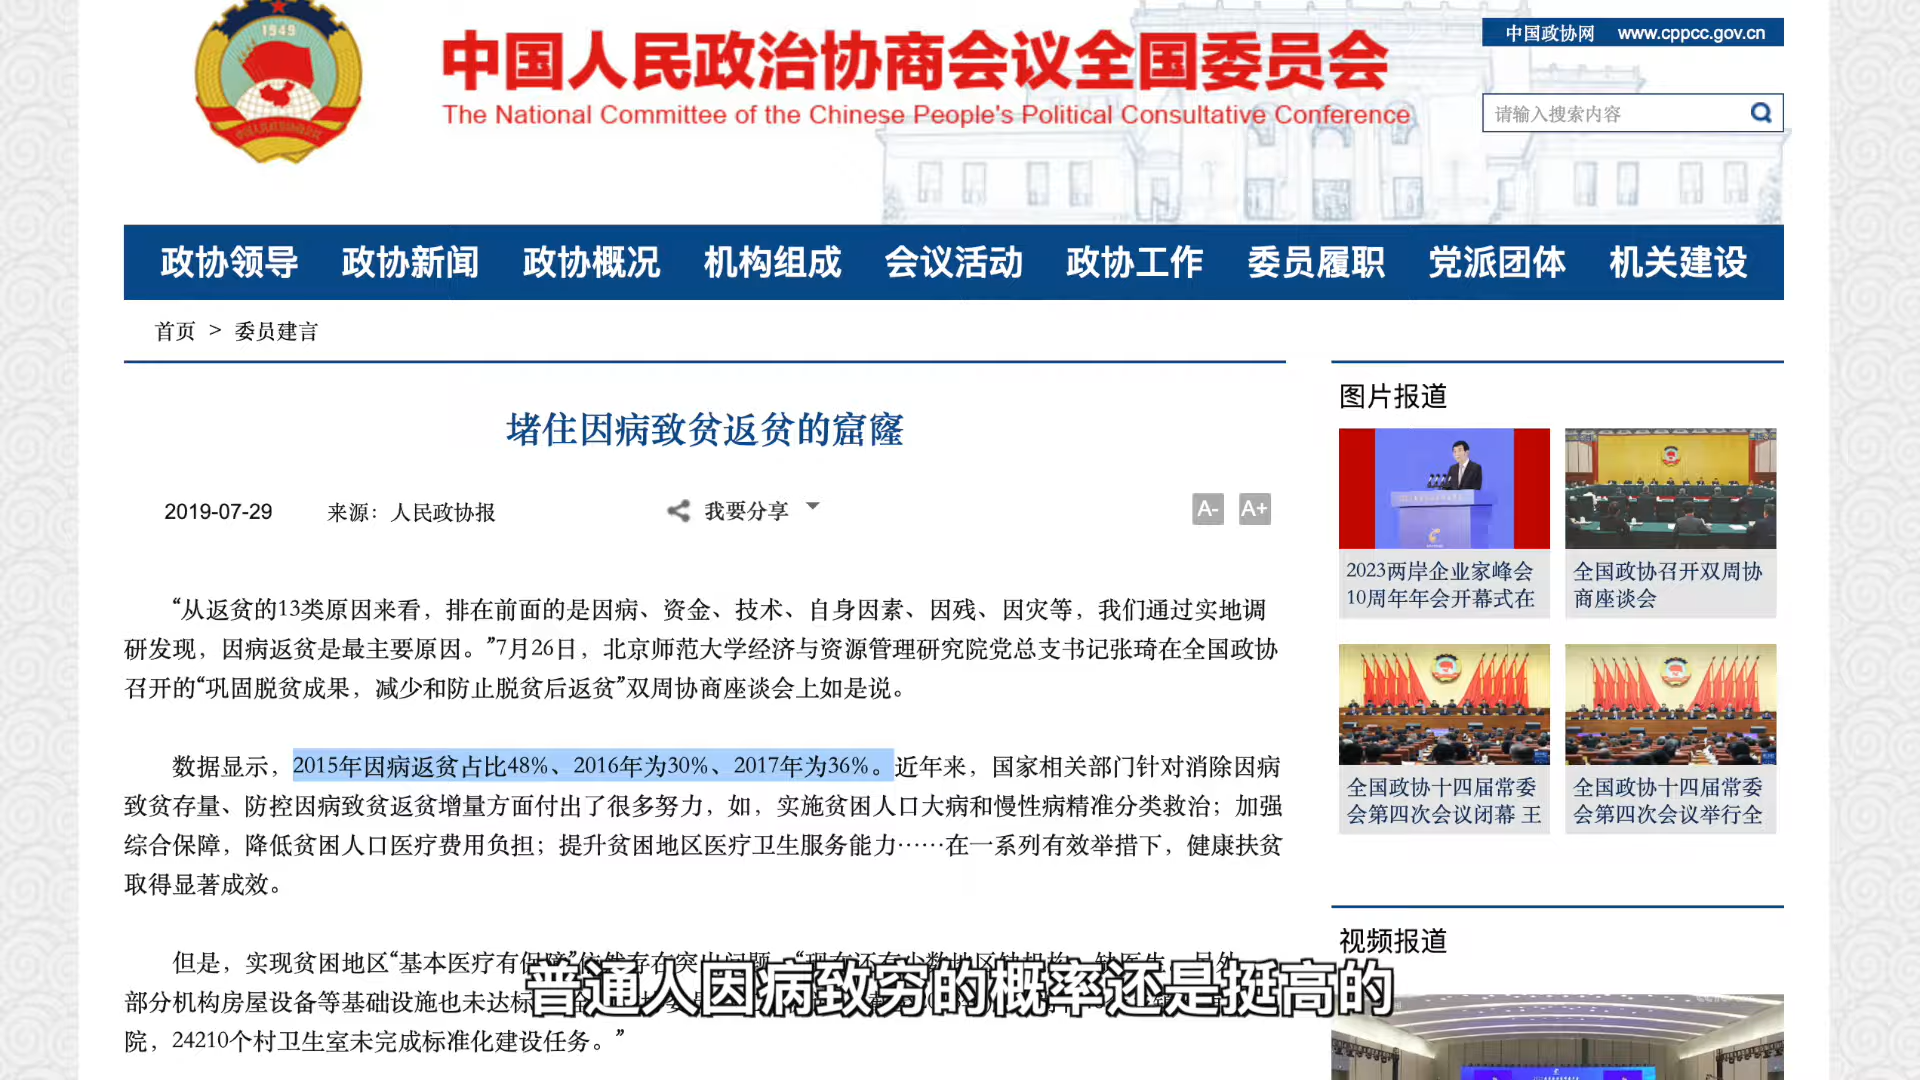 1949
中国人民政治协商会议全国委员会
The National Committee of the Chinese People's Political Consultative Conference
中国政协网 www.cppcc.gov.cn
请输入搜索内容
政协领导 政协新闻 政协概况 机构组成 会议活动 政协工作 委员履职 党派团体 机关建设
首页 > 委员建言
堵住因病致贫返贫的窟窿
2019-07-29 来源：人民政协报 我要分享 A- A+
“从返贫的13类原因来看，排在前面的是因病、资金、技术、自身因素、因残、因灾等，我们通过实地调
研发现，因病返贫是最主要原因。”7月26日，北京师范大学经济与资源管理研究院党总支书记张琦在全国政协
召开的“巩固脱贫成果，减少和防止脱贫后返贫”双周协商座谈会上如是说。
数据显示，2015年因病返贫占比48%、2016年为30%、2017年为36%。近年来，国家相关部门针对消除因病
致贫存量、防控因病致贫返贫增量方面付出了很多努力，如，实施贫困人口大病和慢性病精准分类救治；加强
综合保障，降低贫困人口医疗费用负担；提升贫困地区医疗卫生服务能力……在一系列有效举措下，健康扶贫
取得显著成效。
但是，实现贫困地区“基本医疗有保障”依然存在突出问题。“现在还有少数地区缺机构、缺医生。另外，
部分机构房屋设备等基础设施也未达标
院，24210个村卫生室未完成标准化建设任务。”
普通人因病致穷的概率还是挺高的
图片报道
2023两岸企业家峰会
10周年年会开幕式在
全国政协召开双周协
商座谈会
全国政协十四届常委
会第四次会议闭幕 王
全国政协十四届常委
会第四次会议举行全
视频报道